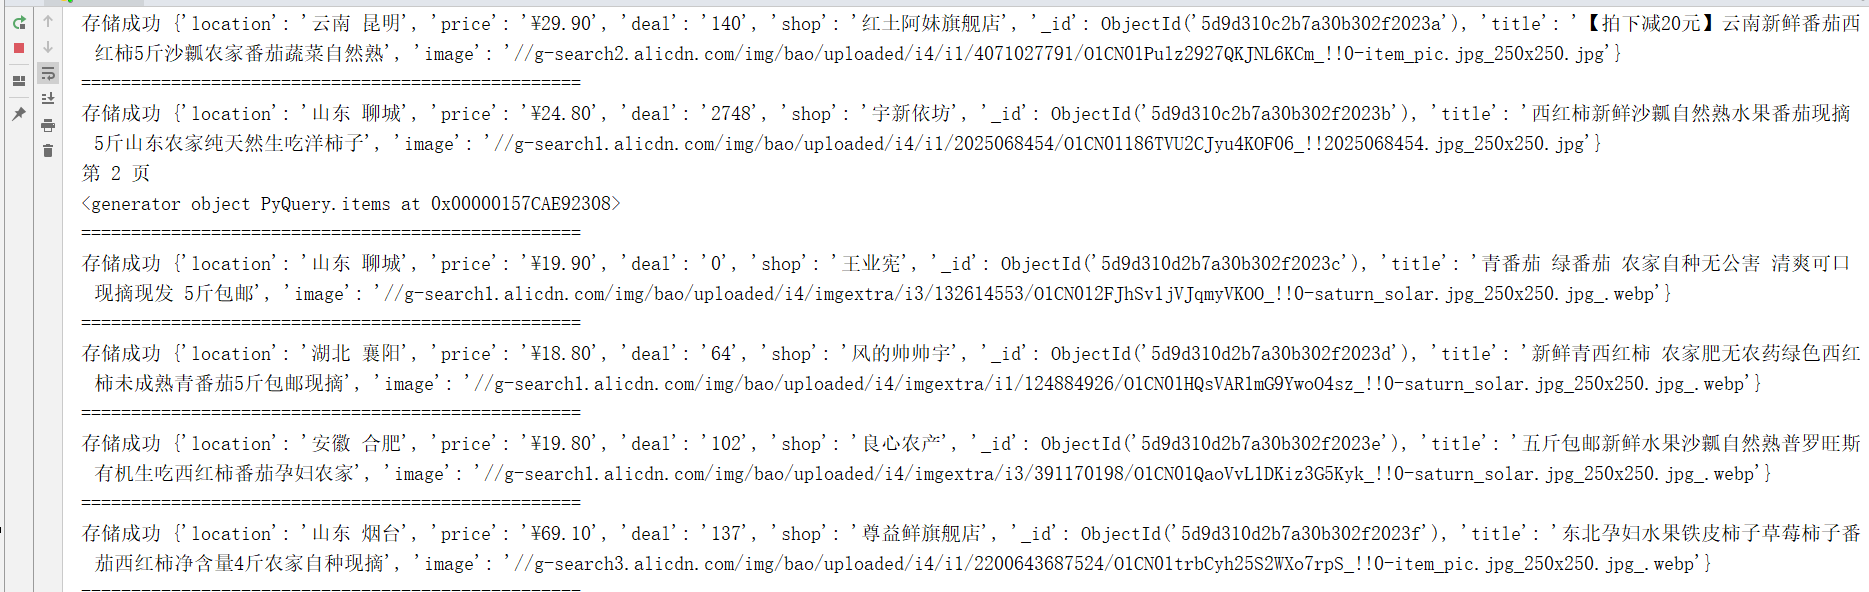 存储成功 {'location': '云南 昆明', 'price': '¥29.90', 'deal': '140', 'shop': '红土阿妹旗舰店', '_id': ObjectId('5d9d310c2b7a30b302f2023a'), 'title': '【拍下减20元】云南新鲜番茄西
红柿5斤沙瓤农家番茄蔬菜自然熟', 'image': '//g-search2.alicdn.com/img/bao/uploaded/i4/i1/4071027791/O1CN01Pulz2927QKJNL6KCm_!!0-item_pic.jpg_250x250.jpg'}
==================================================
存储成功 {'location': '山东 聊城', 'price': '¥24.80', 'deal': '2748', 'shop': '宇新依坊', '_id': ObjectId('5d9d310c2b7a30b302f2023b'), 'title': '西红柿新鲜沙瓤自然熟水果番茄现摘
5斤山东农家纯天然生吃洋柿子', 'image': '//g-search1.alicdn.com/img/bao/uploaded/i4/i1/2025068454/O1CN01186TVU2CJyu4KOF06_!!2025068454.jpg_250x250.jpg'}
第 2 页
<generator object PyQuery.items at 0x00000157CAE92308>
==================================================
存储成功 {'location': '山东 聊城', 'price': '¥19.90', 'deal': '0', 'shop': '王业宪', '_id': ObjectId('5d9d310d2b7a30b302f2023c'), 'title': '青番茄 绿番茄 农家自种无公害 清爽可口
现摘现发 5斤包邮', 'image': '//g-search1.alicdn.com/img/bao/uploaded/i4/imgextra/i3/132614553/O1CN012FJhSv1jVJqmyVKOO_!!0-saturn_solar.jpg_250x250.jpg_.webp'}
==================================================
存储成功 {'location': '湖北 襄阳', 'price': '¥18.80', 'deal': '64', 'shop': '风的帅帅宇', '_id': ObjectId('5d9d310d2b7a30b302f2023d'), 'title': '新鲜青西红柿 农家肥无农药绿色西红
柿未成熟青番茄5斤包邮现摘', 'image': '//g-search1.alicdn.com/img/bao/uploaded/i4/imgextra/i1/124884926/O1CN01HQsVAR1mG9YwoO4sz_!!0-saturn_solar.jpg_250x250.jpg_.webp'}
==================================================
存储成功 {'location': '安徽 合肥', 'price': '¥19.80', 'deal': '102', 'shop': '良心农产', '_id': ObjectId('5d9d310d2b7a30b302f2023e'), 'title': '五斤包邮新鲜水果沙瓤自然熟普罗旺斯
有机生吃西红柿番茄孕妇农家', 'image': '//g-search1.alicdn.com/img/bao/uploaded/i4/imgextra/i3/391170198/O1CN01QaoVvL1DKiz3G5Kyk_!!0-saturn_solar.jpg_250x250.jpg_.webp'}
==================================================
存储成功 {'location': '山东 烟台', 'price': '¥69.10', 'deal': '137', 'shop': '尊益鲜旗舰店', '_id': ObjectId('5d9d310d2b7a30b302f2023f'), 'title': '东北孕妇水果铁皮柿子草莓柿子番
茄西红柿净含量4斤农家自种现摘', 'image': '//g-search3.alicdn.com/img/bao/uploaded/i4/i1/2200643687524/O1CN01trbCyh25S2WXo7rpS_!!0-item_pic.jpg_250x250.jpg_.webp'}
==================================================